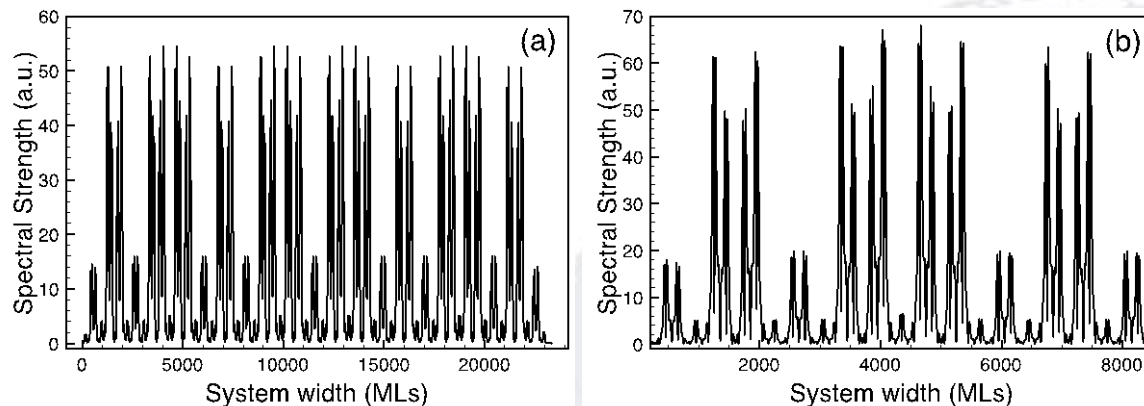 (a)
Spectral Strength (a.u.)
60
50
40
30
20
10
0
0 5000 10000 15000 20000
System width (MLs)
(b)
Spectral Strength (a.u.)
70
60
50
40
30
20
10
0
2000 4000 6000 8000
System width (MLs)